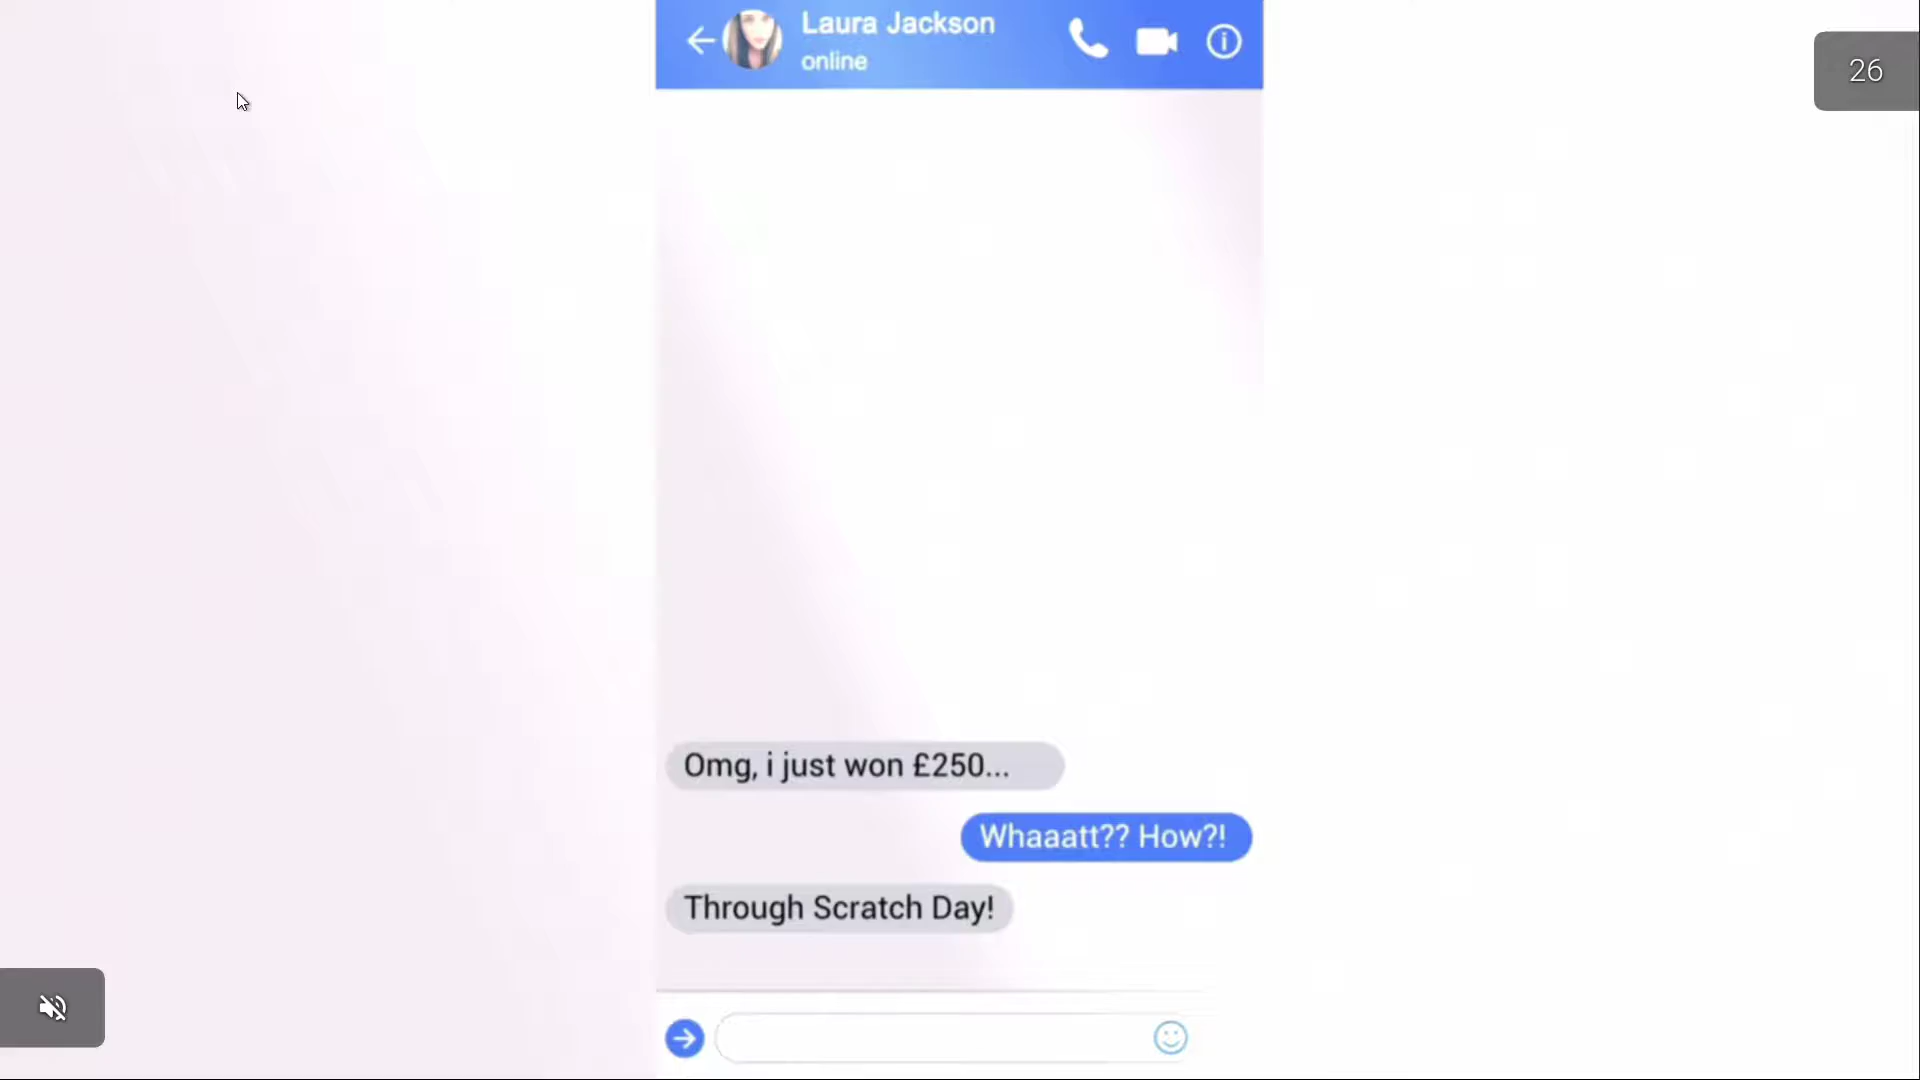 Laura Jackson
online
26
Omg, i just won £250...
Whaaatt?? How?!
Through Scratch Day!